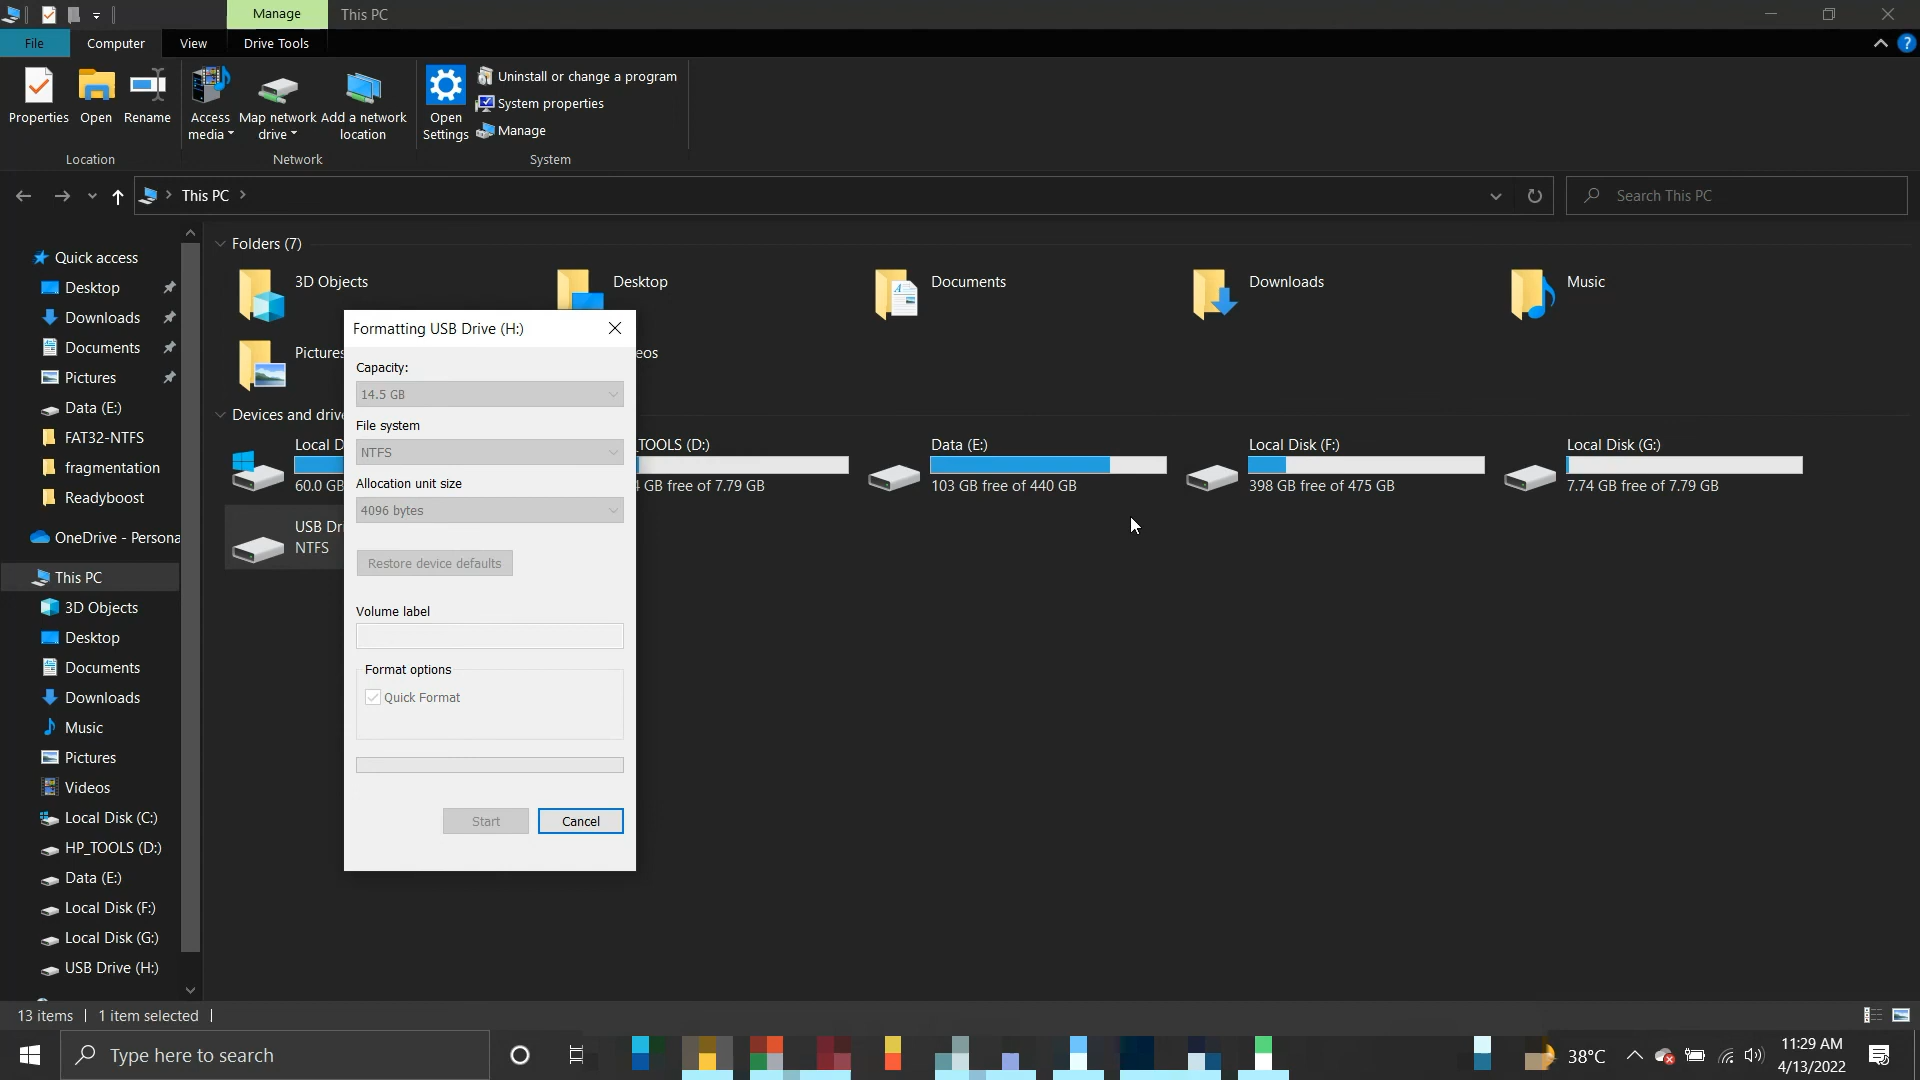 Manage
This PC
File
Computer
View
Drive Tools
Properties
Open
Rename
Access media
Map network drive
Add a network location
Open Settings
Uninstall or change a program
System properties
Manage
Location
Network
System
This PC
Search This PC
Quick access
Desktop
Downloads
Documents
Pictures
Data (E:)
FAT32-NTFS
fragmentation
Readyboost
OneDrive - Persona
This PC
3D Objects
Desktop
Documents
Downloads
Music
Pictures
Videos
Local Disk (C:)
HP_TOOLS (D:)
Data (E:)
Local Disk (F:)
Local Disk (G:)
USB Drive (H:)
Folders (7)
3D Objects
Desktop
Documents
Downloads
Music
Pictures
eos
Devices and drive
Local D
60.0 GB
_TOOLS (D:)
GB free of 7.79 GB
Data (E:)
103 GB free of 440 GB
Local Disk (F:)
398 GB free of 475 GB
Local Disk (G:)
7.74 GB free of 7.79 GB
USB Dri
NTFS
Formatting USB Drive (H:)
Capacity:
14.5 GB
File system
NTFS
Allocation unit size
4096 bytes
Restore device defaults
Volume label
Format options
Quick Format
Start
Cancel
13 items
1 item selected
Type here to search
38°C
11:29 AM
4/13/2022